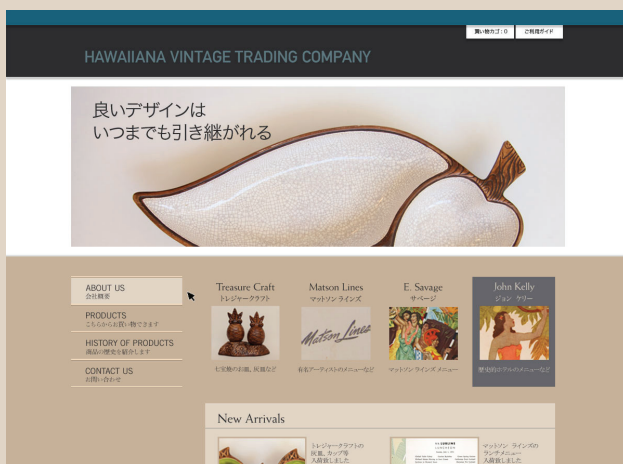 買い物カゴ：0
ご利用ガイド
HAWAIIANA VINTAGE TRADING COMPANY
良いデザインは
いつまでも引き継がれる
ABOUT US
会社概要
PRODUCTS
こちらからお買い物できます
HISTORY OF PRODUCTS
商品の歴史を紹介します
CONTACT US
お問い合わせ
Treasure Craft
トレジャークラフト
七宝焼のお皿、灰皿など
Matson Lines
マットソン ラインズ
Matson Lines
有名アーティストのメニューなど
E. Savage
サベージ
マットソン ラインズ メニュー
John Kelly
ジョン ケリー
歴史的ホテルのメニューなど
New Arrivals
トレジャークラフトの
灰皿、カップ等
入荷致しました
LUNCHEON
マットソン ラインズの
ランチメニュー
入荷致しました